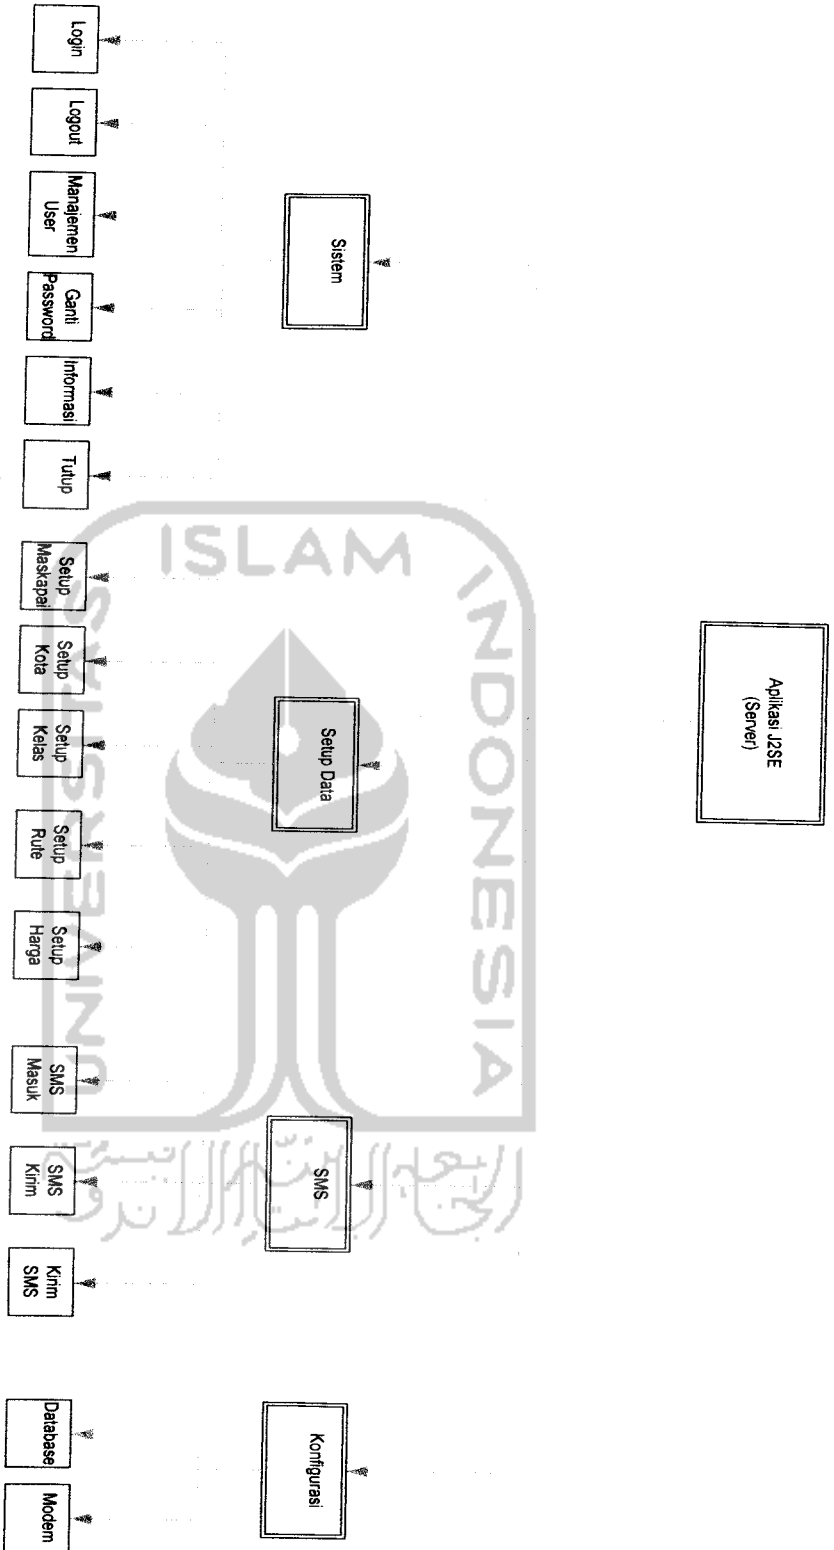 Aplikasi J2SE
(Server)
Sistem
Setup Data
SMS
Konfigurasi
Login
Logout
Manajemen
User
Ganti
Password
Informasi
Tutup
Setup
Maskapai
Setup
Kota
Setup
Kelas
Setup
Rute
Setup
Harga
SMS
Masuk
SMS
Kirim
Kirim
SMS
Database
Modem
UNIVERSITAS
ISLAM
INDONESIA